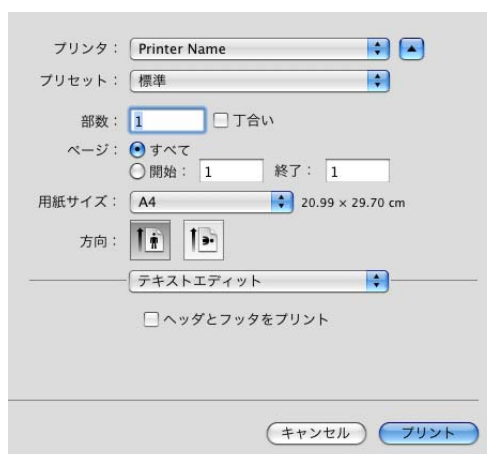 プリンタ： Printer Name
プリセット： 標準
部数： 1 丁合い
ページ： すべて
開始： 1 終了： 1
用紙サイズ： A4 20.99 × 29.70 cm
方向：
テキストエディット
ヘッダとフッタをプリント
キャンセル プリント